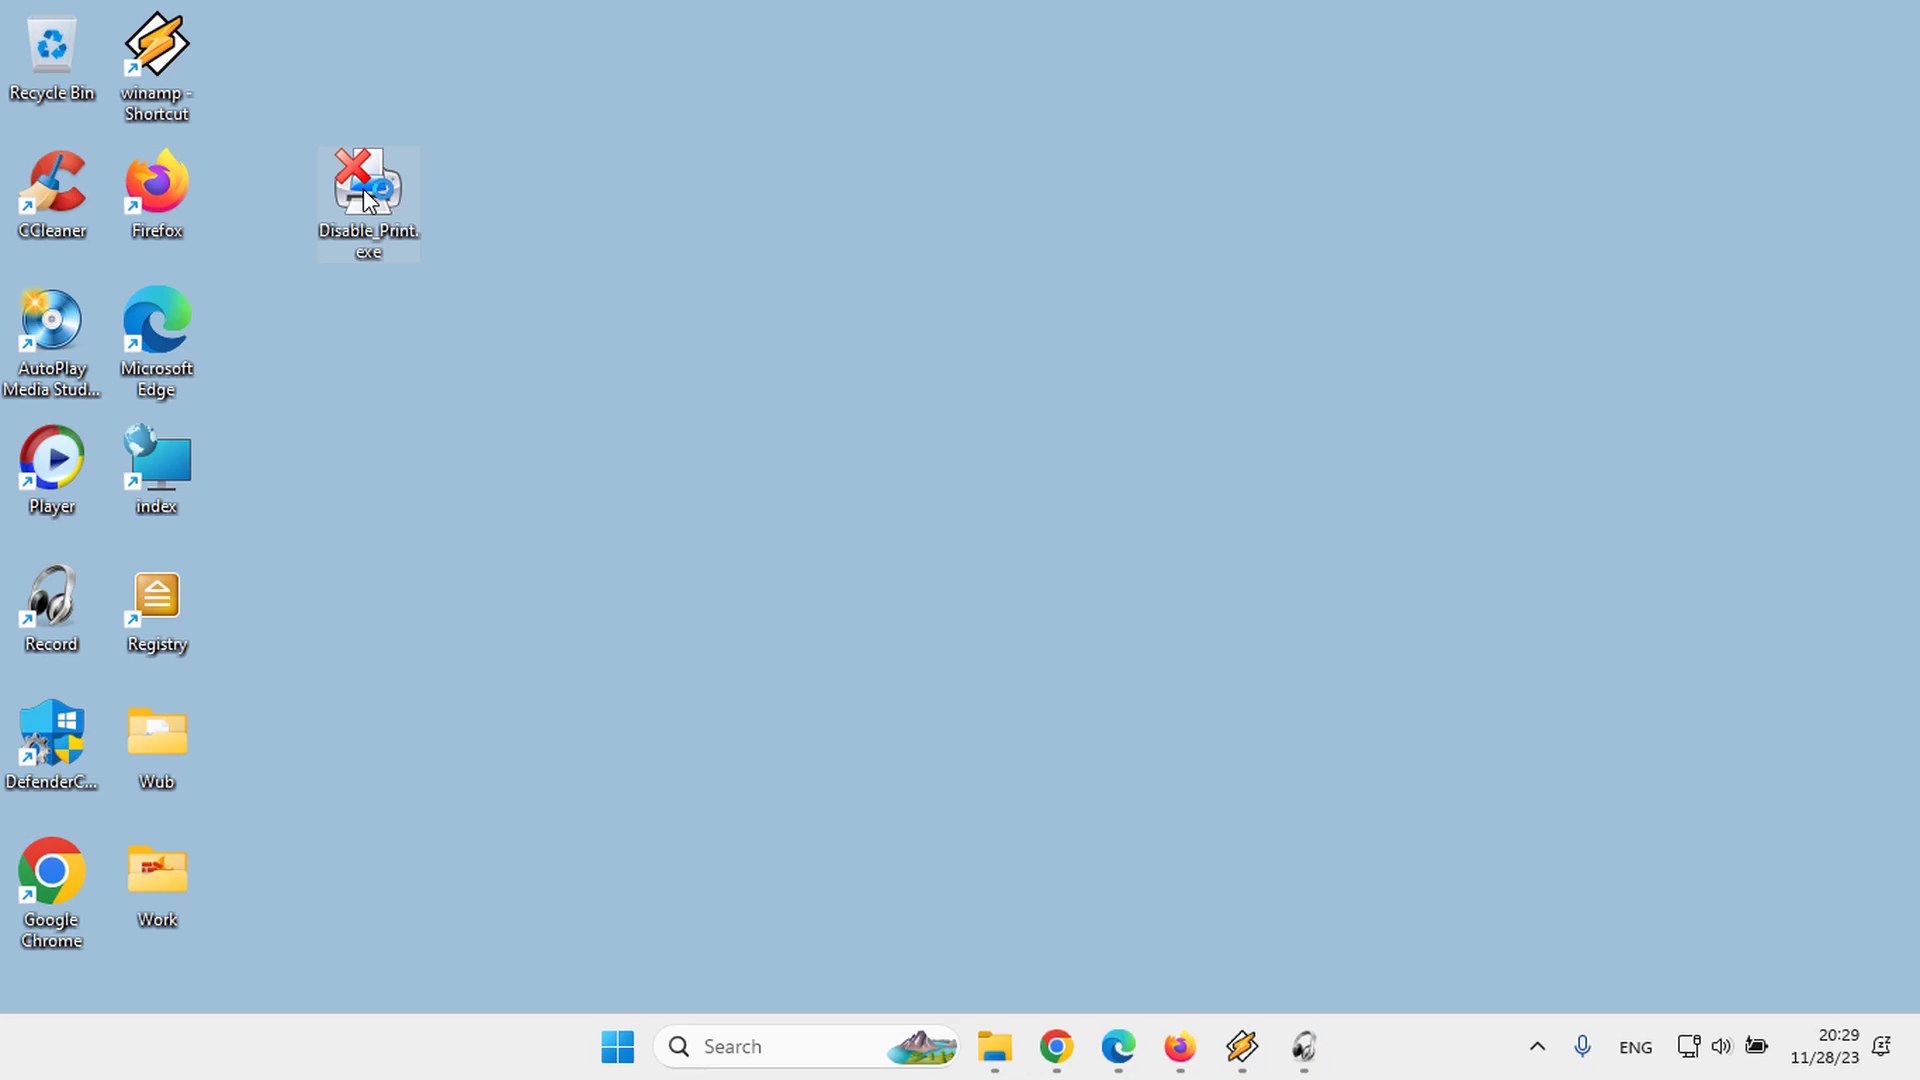 Recycle Bin
winamp -
Shortcut
CCleaner
Firefox
Disable_Print.
exe
AutoPlay
Media Stud...
Microsoft
Edge
Player
index
Record
Registry
DefenderC...
Wub
Google
Chrome
Work
Search
ENG
20:29
11/28/23